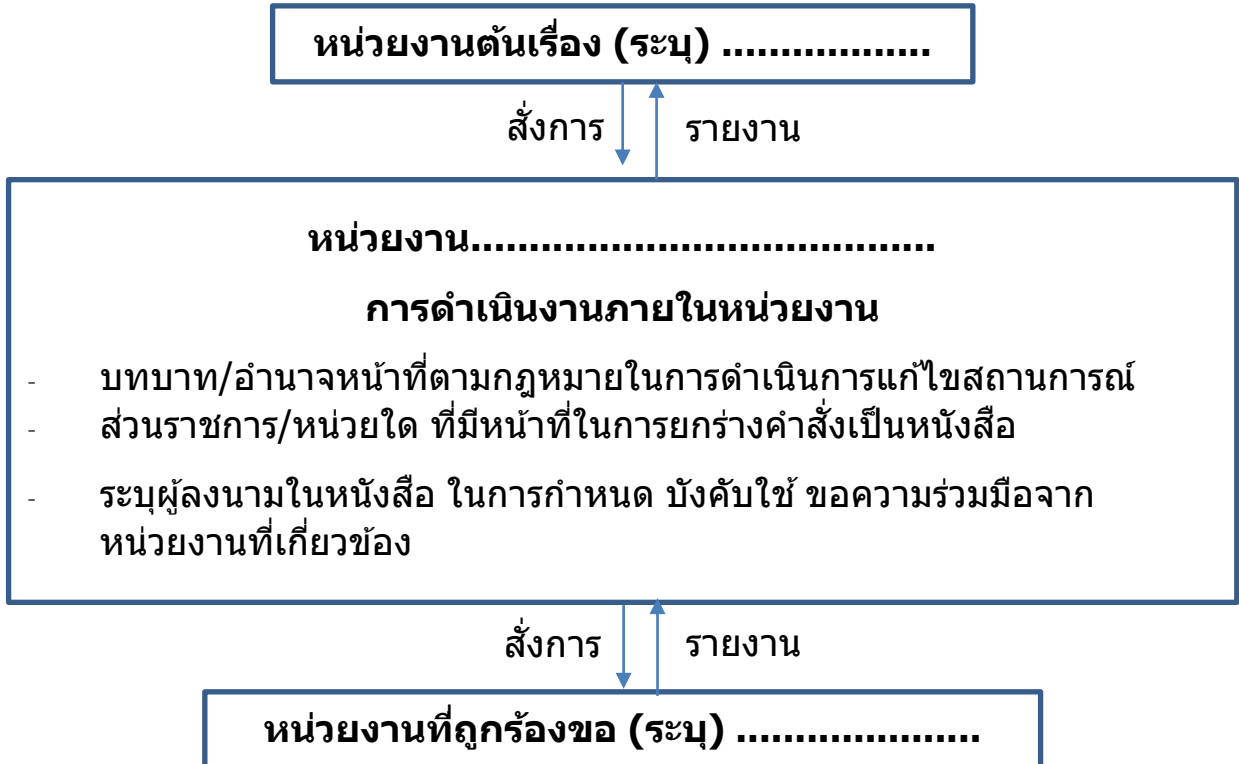 หน่วยงานต้นเรื่อง (ระบุ) ..................
สั่งการ รายงาน
หน่วยงาน.......................................
การดำเนินงานภายในหน่วยงาน
- บทบาท/อำนาจหน้าที่ตามกฎหมายในการดำเนินการแก้ไขสถานการณ์
- ส่วนราชการ/หน่วยใด ที่มีหน้าที่ในการยกร่างคำสั่งเป็นหนังสือ
- ระบุผู้ลงนามในหนังสือ ในการกำหนด บังคับใช้ ขอความร่วมมือจาก
หน่วยงานที่เกี่ยวข้อง
สั่งการ รายงาน
หน่วยงานที่ถูกร้องขอ (ระบุ) .....................